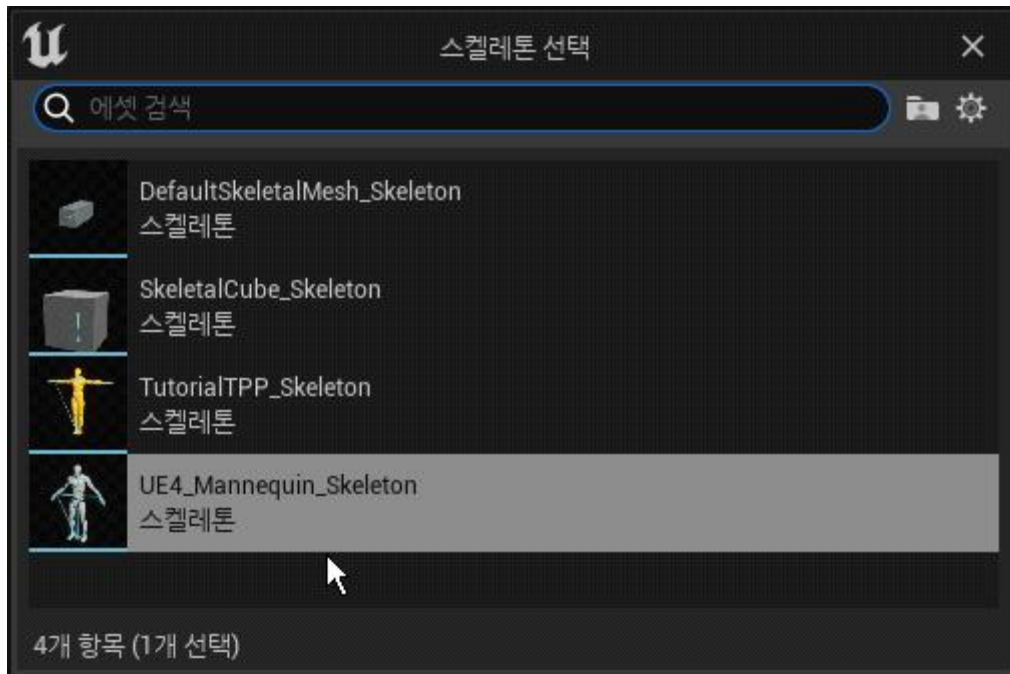 스켈레톤 선택
에셋 검색
DefaultSkeletalMesh_Skeleton
스켈레톤
SkeletalCube_Skeleton
스켈레톤
TutorialTPP_Skeleton
스켈레톤
UE4_Mannequin_Skeleton
스켈레톤
4개 항목 (1개 선택)